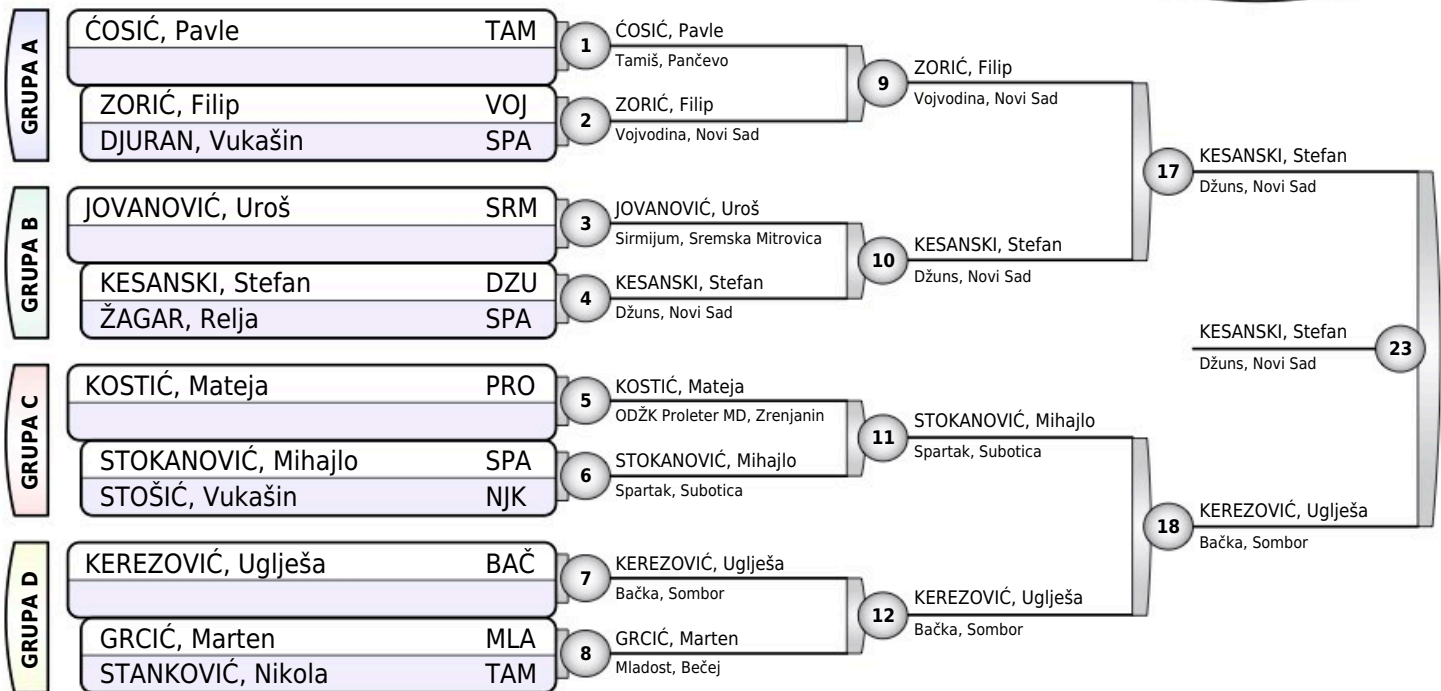 GRUPA A
ĆOSIĆ, Pavle TAM
ZORIĆ, Filip VOJ
DJURAN, Vukašin SPA
GRUPA B
JOVANOVIĆ, Uroš SRM
KESANSKI, Stefan DZU
ŽAGAR, Relja SPA
GRUPA C
KOSTIĆ, Mateja PRO
STOKANOVIĆ, Mihajlo SPA
STOŠIĆ, Vukašin NJK
GRUPA D
KEREZOVIĆ, Uglješa BAČ
GRCIĆ, Marten MLA
STANKOVIĆ, Nikola TAM
1 ĆOSIĆ, Pavle
Tamiš, Pančevo
2 ZORIĆ, Filip
Vojvodina, Novi Sad
3 JOVANOVIĆ, Uroš
Sirmijum, Sremska Mitrovica
4 KESANSKI, Stefan
Džuns, Novi Sad
5 KOSTIĆ, Mateja
ODŽK Proleter MD, Zrenjanin
6 STOKANOVIĆ, Mihajlo
Spartak, Subotica
7 KEREZOVIĆ, Uglješa
Bačka, Sombor
8 GRCIĆ, Marten
Mladost, Bečej
9 ZORIĆ, Filip
Vojvodina, Novi Sad
10 KESANSKI, Stefan
Džuns, Novi Sad
11 STOKANOVIĆ, Mihajlo
Spartak, Subotica
12 KEREZOVIĆ, Uglješa
Bačka, Sombor
17 KESANSKI, Stefan
Džuns, Novi Sad
18 KEREZOVIĆ, Uglješa
Bačka, Sombor
KESANSKI, Stefan 23
Džuns, Novi Sad